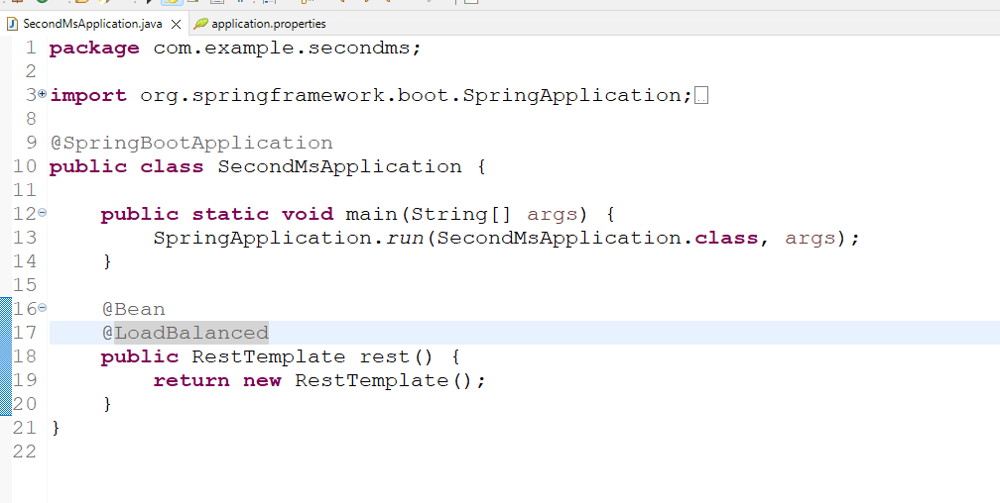 SecondMsApplication.java application.properties
1 package com.example.secondms;
2
3 import org.springframework.boot.SpringApplication;
8
9 @SpringBootApplication
10 public class SecondMsApplication {
11
12 public static void main(String[] args) {
13 SpringApplication.run(SecondMsApplication.class, args);
14 }
15
16 @Bean
17 @LoadBalanced
18 public RestTemplate rest() {
19 return new RestTemplate();
20 }
21 }
22